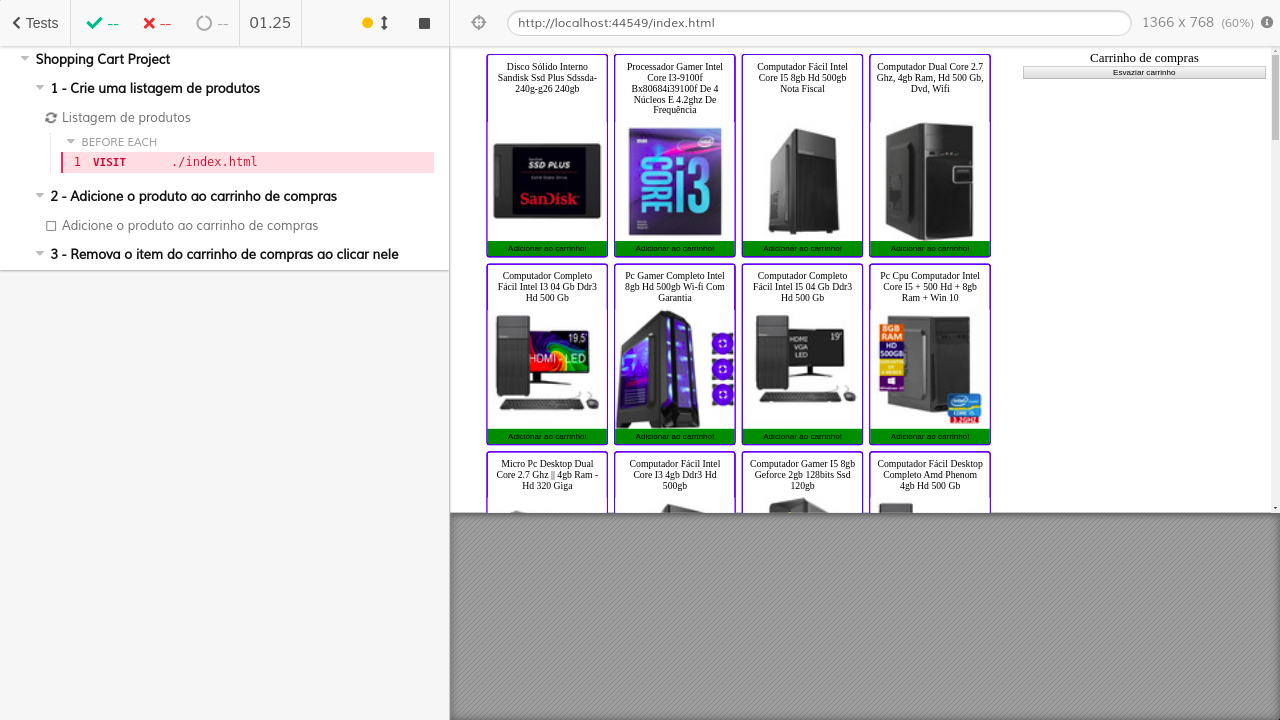 Tests
--
--
--
01.25
http://localhost:44549/index.html
1366 x 768 (60%)
Shopping Cart Project
1 - Crie uma listagem de produtos
Listagem de produtos
BEFORE EACH
1 VISIT ./index.html
2 - Adicione o produto ao carrinho de compras
Adicione o produto ao carrinho de compras
3 - Remova o item do carrinho de compras ao clicar nele
Disco Sólido Interno
Sandisk Ssd Plus Sdssda-
240g-g26 240gb
SSD PLUS
SanDisk
Adicionar ao carrinho!
Processador Gamer Intel
Core I3-9100f
Bx80684i39100f De 4
Núcleos E 4.2ghz De
Frequência
intel
CORE i3
Adicionar ao carrinho!
Computador Fácil Intel
Core I5 8gb Hd 500gb
Nota Fiscal
Adicionar ao carrinho!
Computador Dual Core 2.7
Ghz, 4gb Ram, Hd 500 Gb,
Dvd, Wifi
Adicionar ao carrinho!
Carrinho de compras
Esvaziar carrinho
Computador Completo
Fácil Intel I3 04 Gb Ddr3
Hd 500 Gb
19,5"
HDMI - LED
Adicionar ao carrinho!
Pc Gamer Completo Intel
8gb Hd 500gb Wi-fi Com
Garantia
Adicionar ao carrinho!
Computador Completo
Fácil Intel I5 04 Gb Ddr3
Hd 500 Gb
19"
HDMI
VGA
LED
Adicionar ao carrinho!
Pc Cpu Computador Intel
Core I5 + 500 Hd + 8gb
Ram + Win 10
8GB
RAM
HD
500GB
intel
CORE i5
3.2GHZ
Adicionar ao carrinho!
Micro Pc Desktop Dual
Core 2.7 Ghz || 4gb Ram -
Hd 320 Giga
Computador Fácil Intel
Core I3 4gb Ddr3 Hd
500gb
Computador Gamer I5 8gb
Geforce 2gb 128bits Ssd
120gb
Computador Fácil Desktop
Completo Amd Phenom
4gb Hd 500 Gb